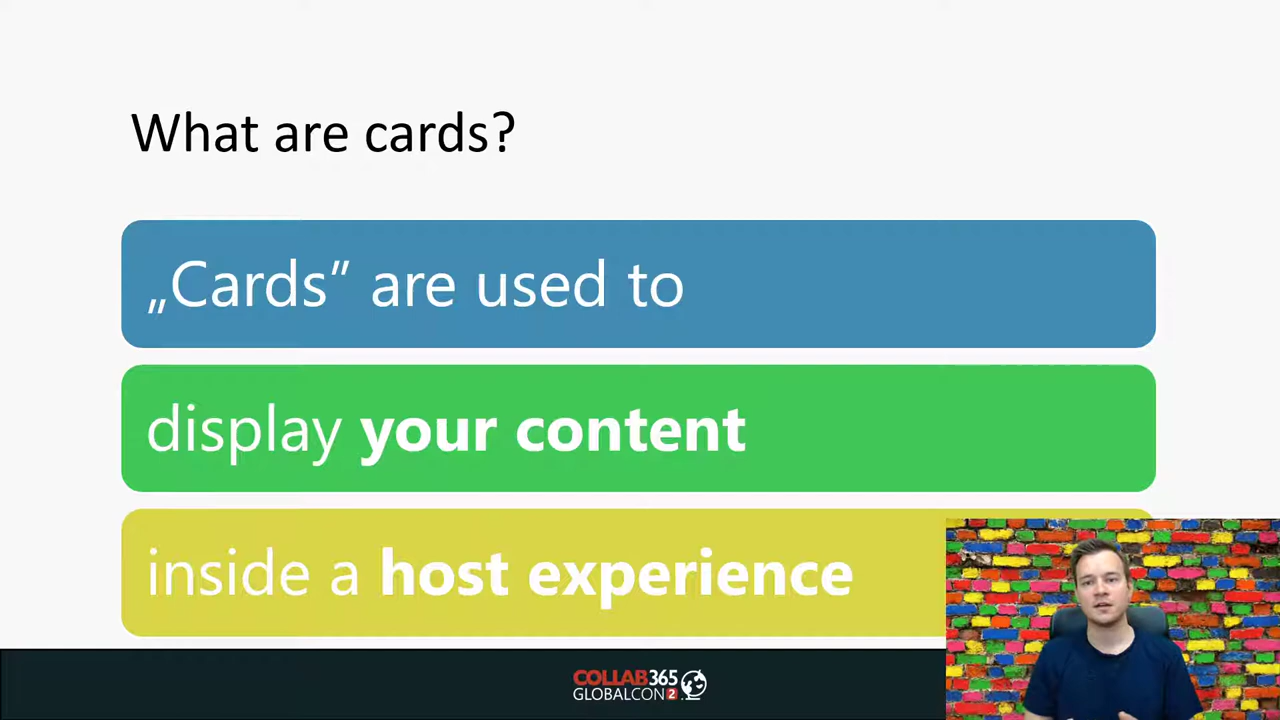 What are cards?
„Cards” are used to
display your content
inside a host experience
COLLAB365
GLOBALCON2